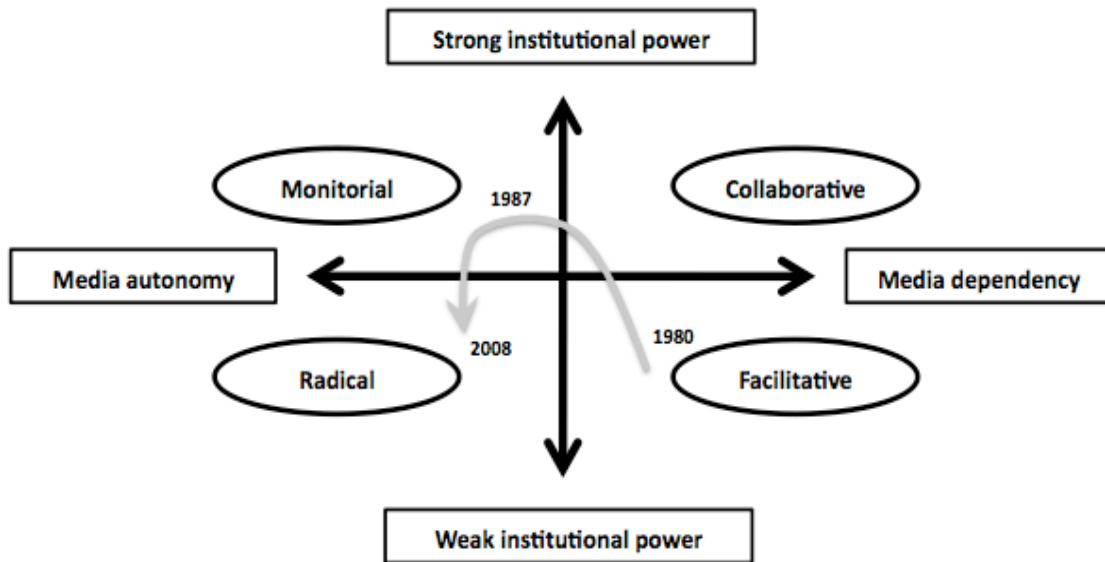 Strong institutional power
Monitorial
Collaborative
1987
Media autonomy
Media dependency
1980
2008
Radical
Facilitative
Weak institutional power